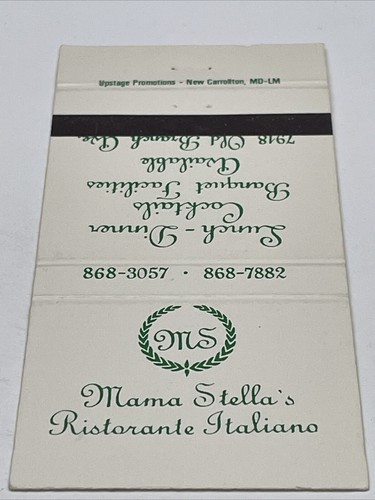 Upstage Promotions - New Carrollton, MD-LM
Lunch - Dinner
Cocktails
Banquet Facilities
Available
7918 Old Branch Ave.
868-3057 · 868-7882
MS
Mama Stella's
Ristorante Italiano